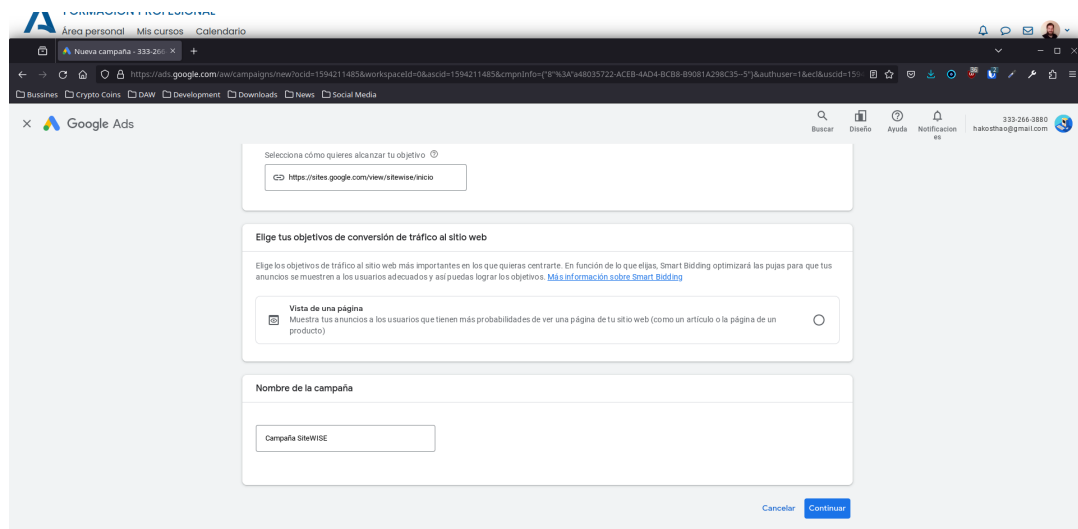 FORMACIÓN PROFESIONAL
Área personal Mis cursos Calendario
Nueva campaña - 333-266
https://ads.google.com/aw/campaigns/new?ocid=1594211485&workspaceId=0&ascid=1594211485&cmpnInfo={"8"%3A"a48035722-ACEB-4AD4-BCB8-B9081A298C35--5"}&authuser=1&ecl&uscid=159
Bussines Crypto Coins DAW Development Downloads News Social Media
Google Ads
Buscar Diseño Ayuda Notificaciones
333-266-3880
hakosthao@gmail.com
Selecciona cómo quieres alcanzar tu objetivo
https://sites.google.com/view/sitewise/inicio
Elige tus objetivos de conversión de tráfico al sitio web
Elige los objetivos de tráfico al sitio web más importantes en los que quieras centrarte. En función de lo que elijas, Smart Bidding optimizará las pujas para que tus
anuncios se muestren a los usuarios adecuados y así puedas lograr los objetivos. Más información sobre Smart Bidding
Vista de una página
Muestra tus anuncios a los usuarios que tienen más probabilidades de ver una página de tu sitio web (como un artículo o la página de un
producto)
Nombre de la campaña
Campaña SiteWISE
Cancelar Continuar